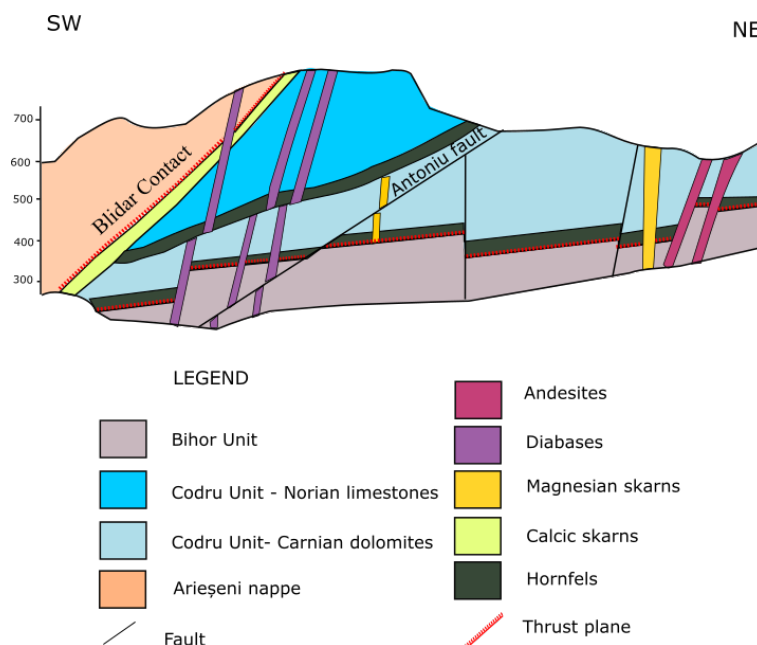 SW
NE
700
600
500
400
300
Blidar Contact
Antoniu fault
LEGEND
Bihor Unit
Codru Unit - Norian limestones
Codru Unit- Carnian dolomites
Arieșeni nappe
Fault
Andesites
Diabases
Magnesian skarns
Calcic skarns
Hornfels
Thrust plane